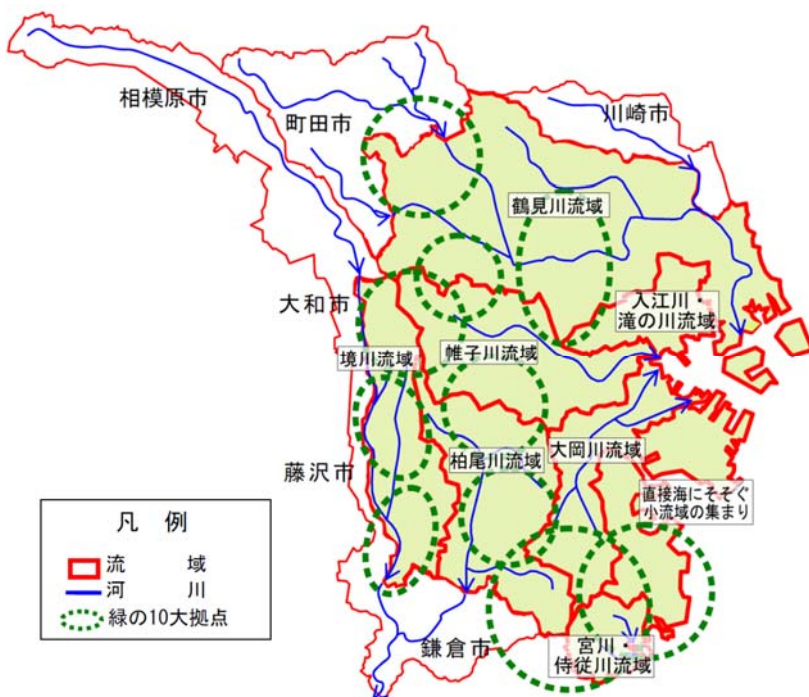 相模原市
町田市
川崎市
鶴見川流域
大和市
入江川・
滝の川流域
境川流域
帷子川流域
藤沢市
柏尾川流域
大岡川流域
直接海にそそぐ
小流域の集まり
凡 例
流 域
河 川
緑の10大拠点
鎌倉市
宮川・
侍従川流域